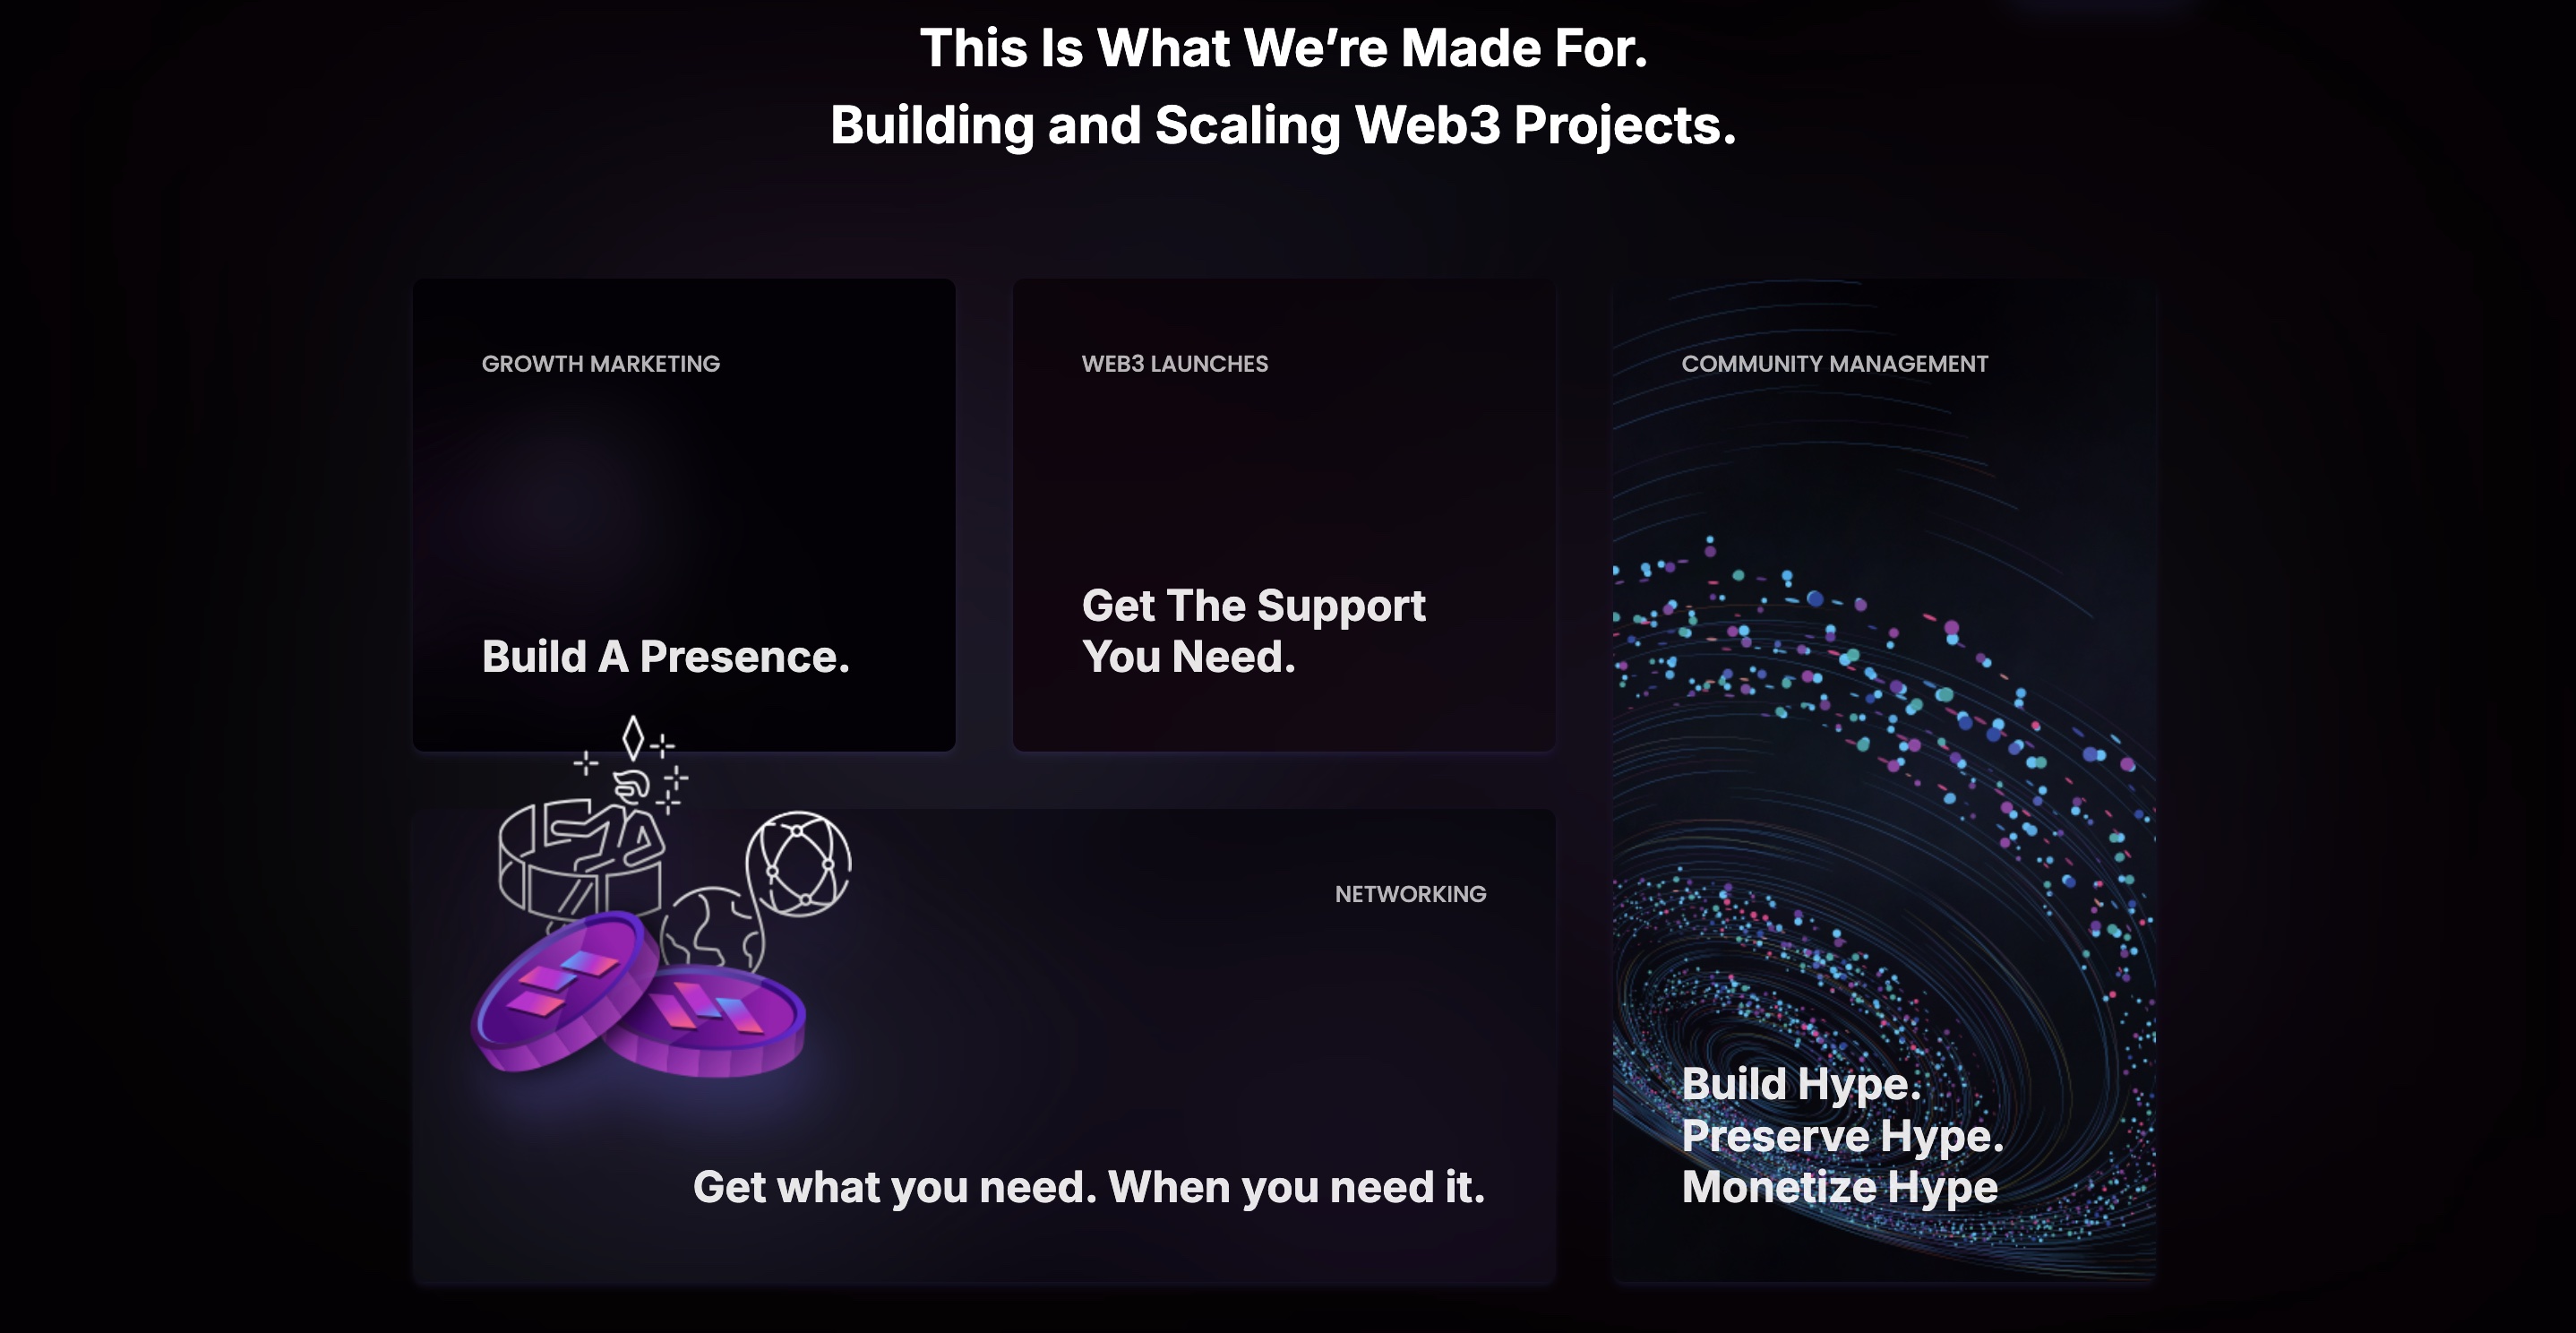 This Is What We’re Made For.
Building and Scaling Web3 Projects.
GROWTH MARKETING
Build A Presence.
WEB3 LAUNCHES
Get The Support
You Need.
COMMUNITY MANAGEMENT
Build Hype.
Preserve Hype.
Monetize Hype
NETWORKING
Get what you need. When you need it.